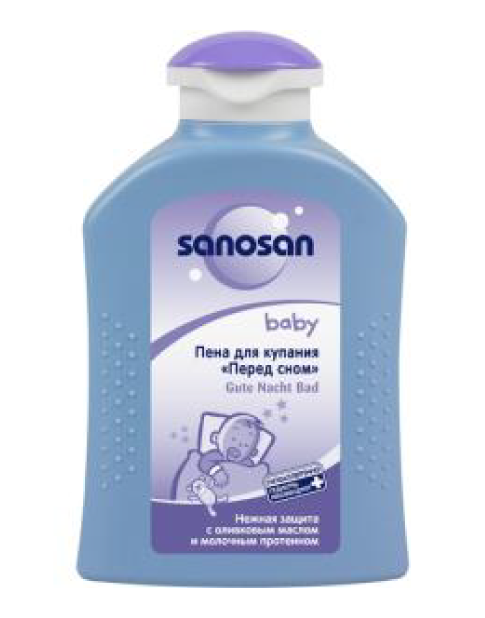 sanosan
baby
Пена для купания
«Перед сном»
Gute Nacht Bad
Нежная защита
с оливковым маслом
и молочным протеином